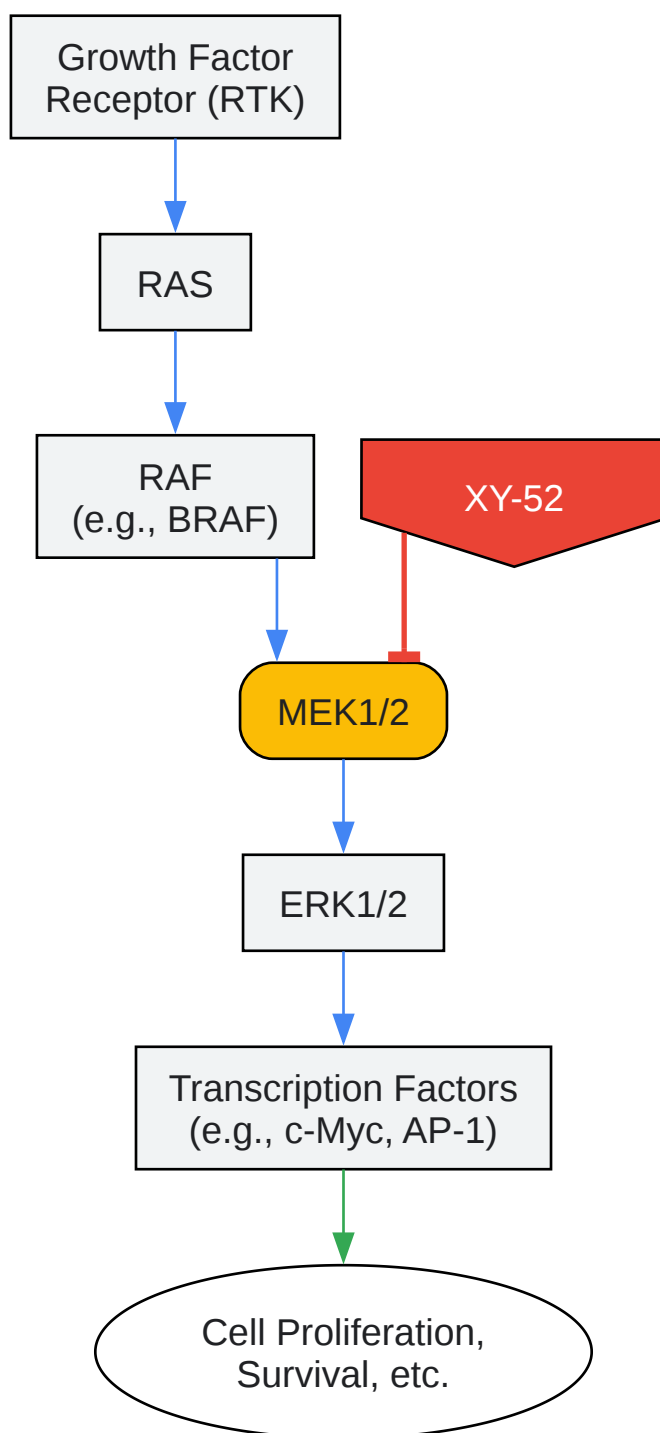 Growth Factor
Receptor (RTK)
RAS
RAF
(e.g., BRAF)
XY-52
MEK1/2
ERK1/2
Transcription Factors
(e.g., c-Myc, AP-1)
Cell Proliferation,
Survival, etc.